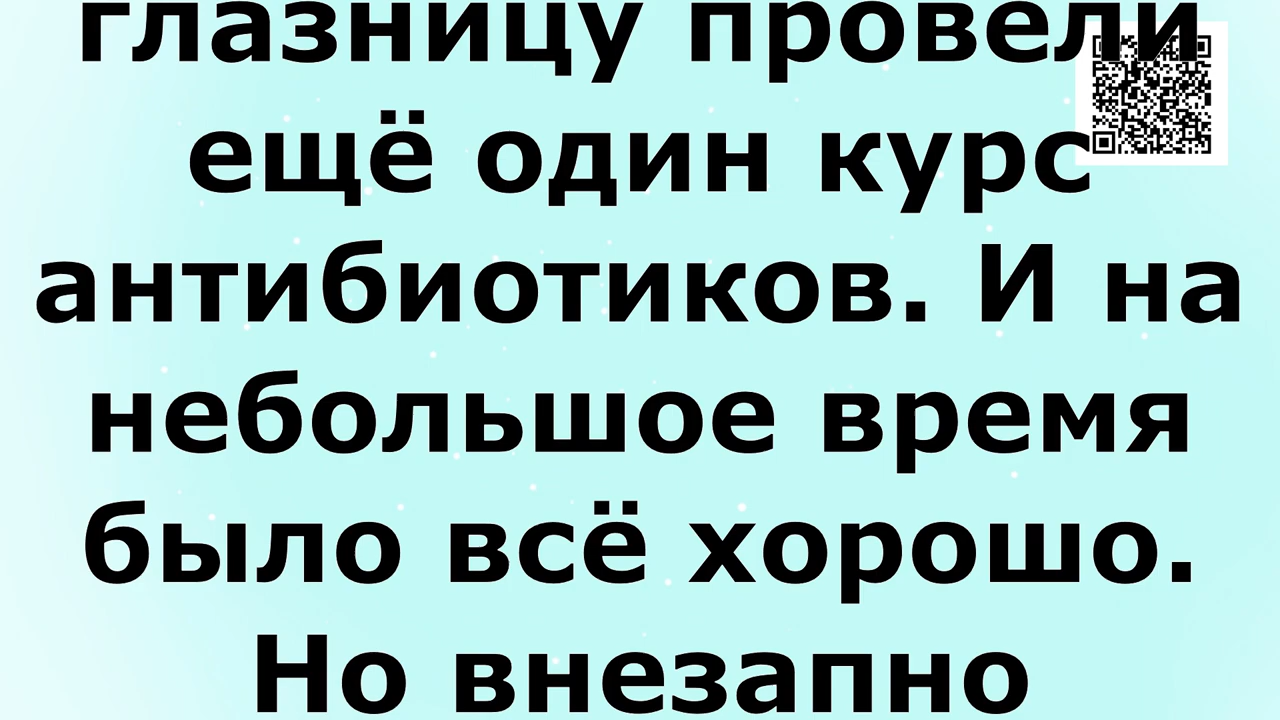 глазницу провели
ещё один курс
антибиотиков. И на
небольшое время
было всё хорошо.
Но внезапно